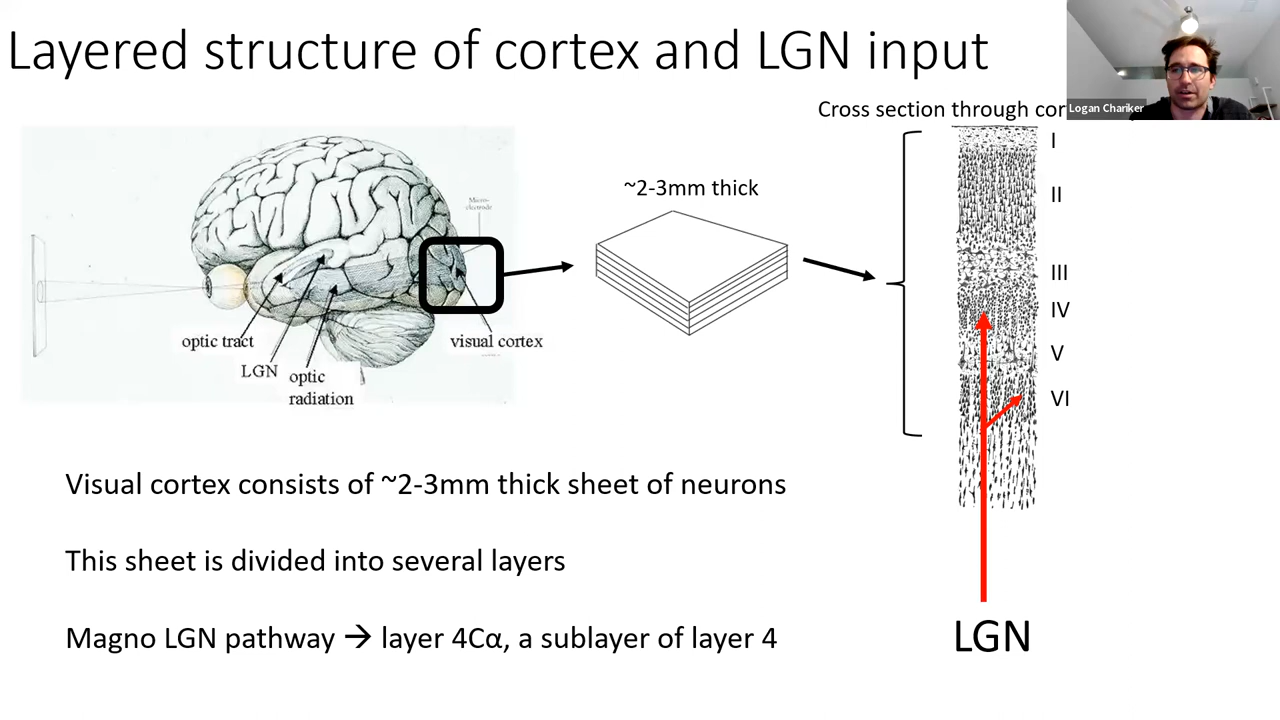 Layered structure of cortex and LGN input
Logan Chariker
Cross section through cor
~2-3mm thick
Micro-
electrode
optic tract
LGN
optic
radiation
visual cortex
I
II
III
IV
V
VI
Visual cortex consists of ~2-3mm thick sheet of neurons
This sheet is divided into several layers
Magno LGN pathway → layer 4Cα, a sublayer of layer 4
LGN